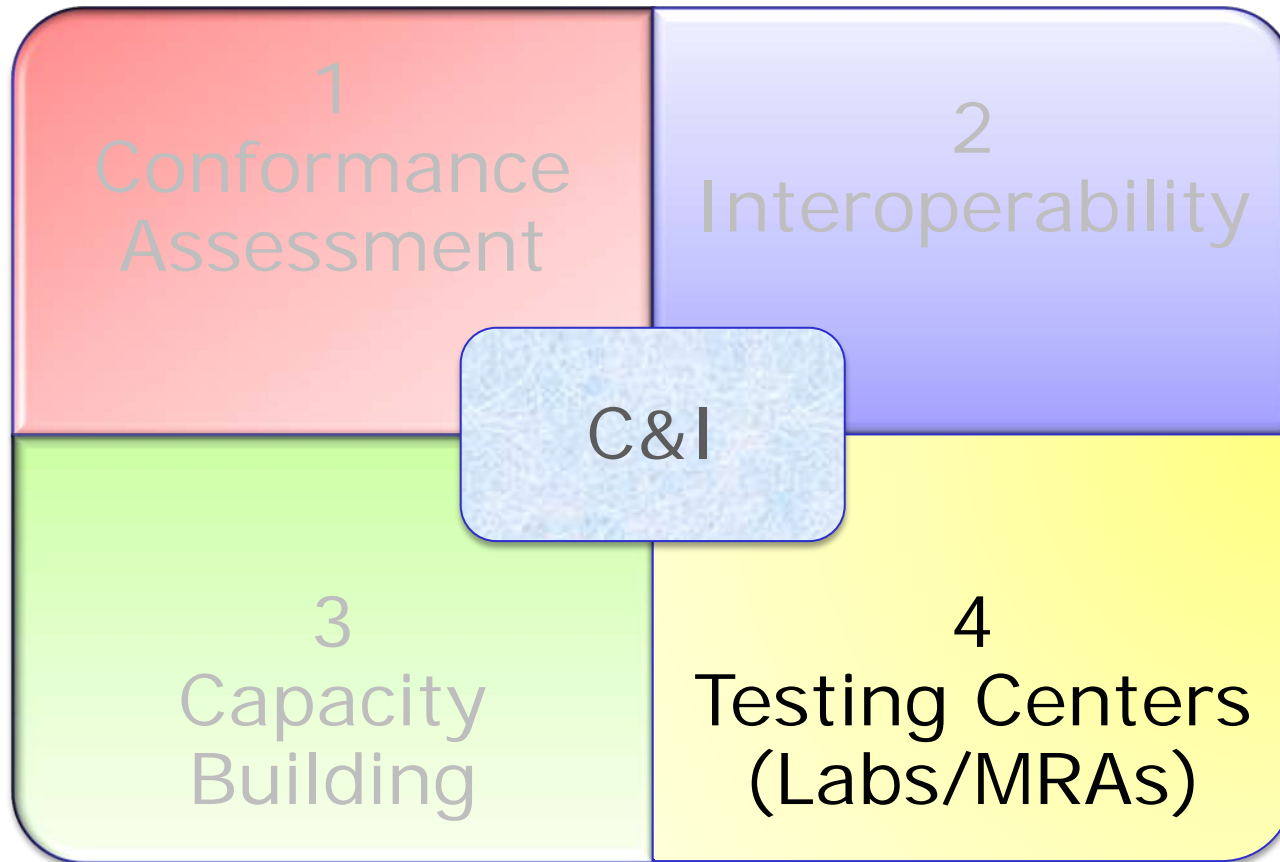 1
Conformance
Assessment
2
Interoperability
C&I
3
Capacity
Building
4
Testing Centers
(Labs/MRAs)